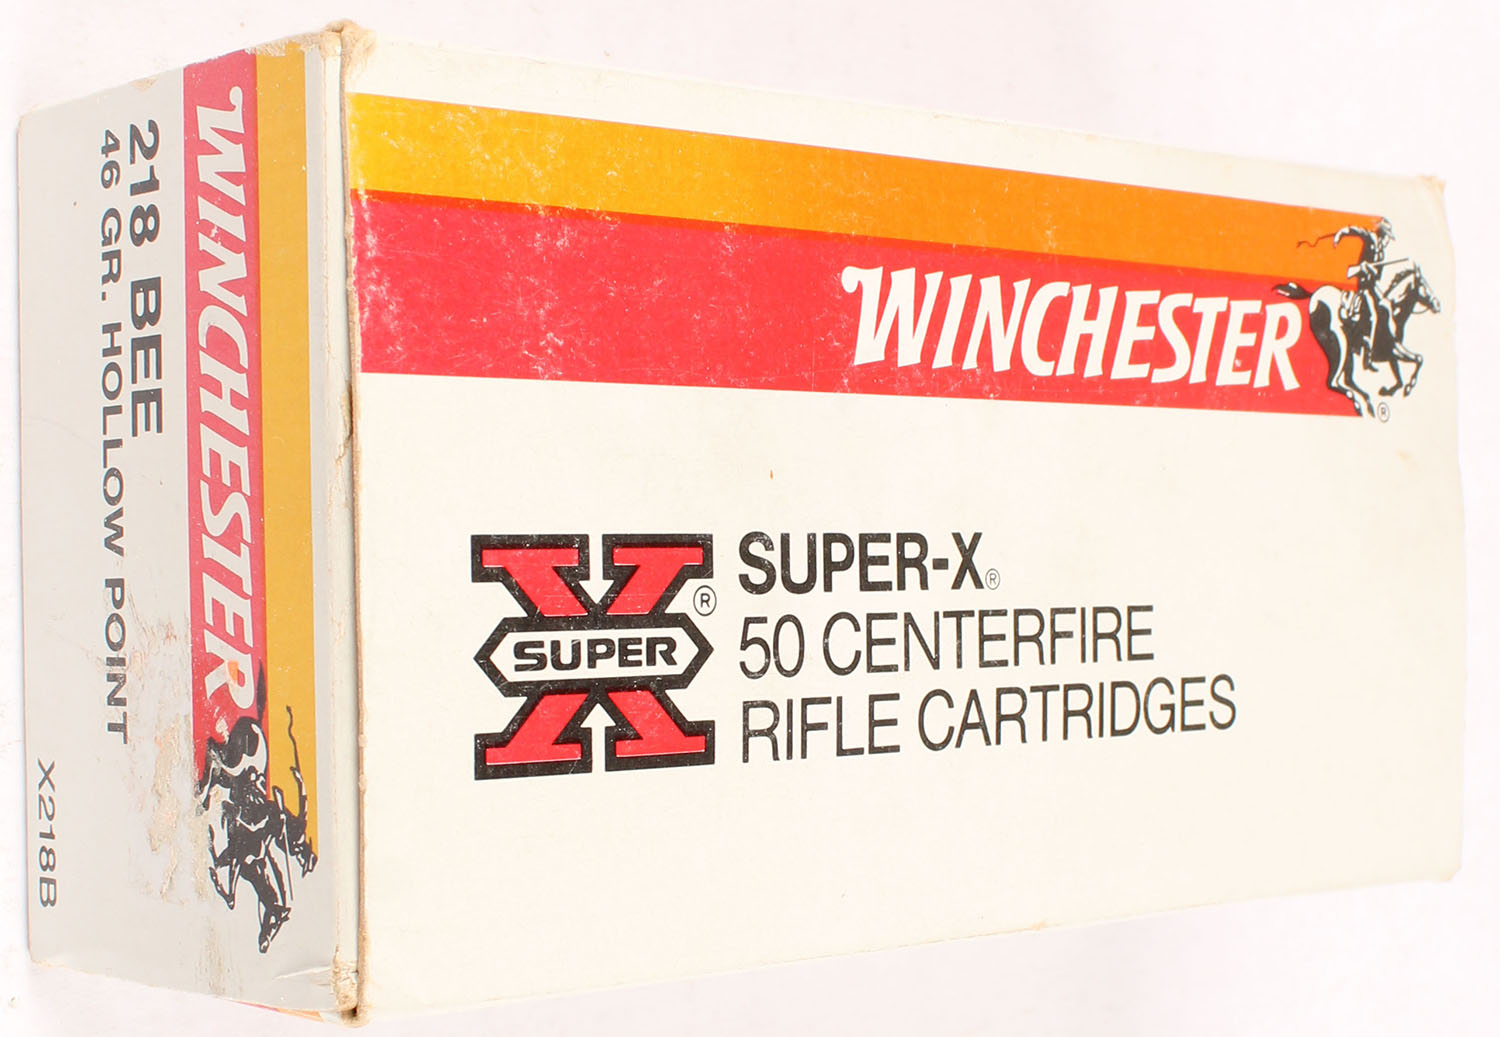 WINCHESTER
®
SUPER
®
SUPER-X®
50 CENTERFIRE
RIFLE CARTRIDGES
WINCHESTER
218 BEE
46 GR. HOLLOW POINT
X218B